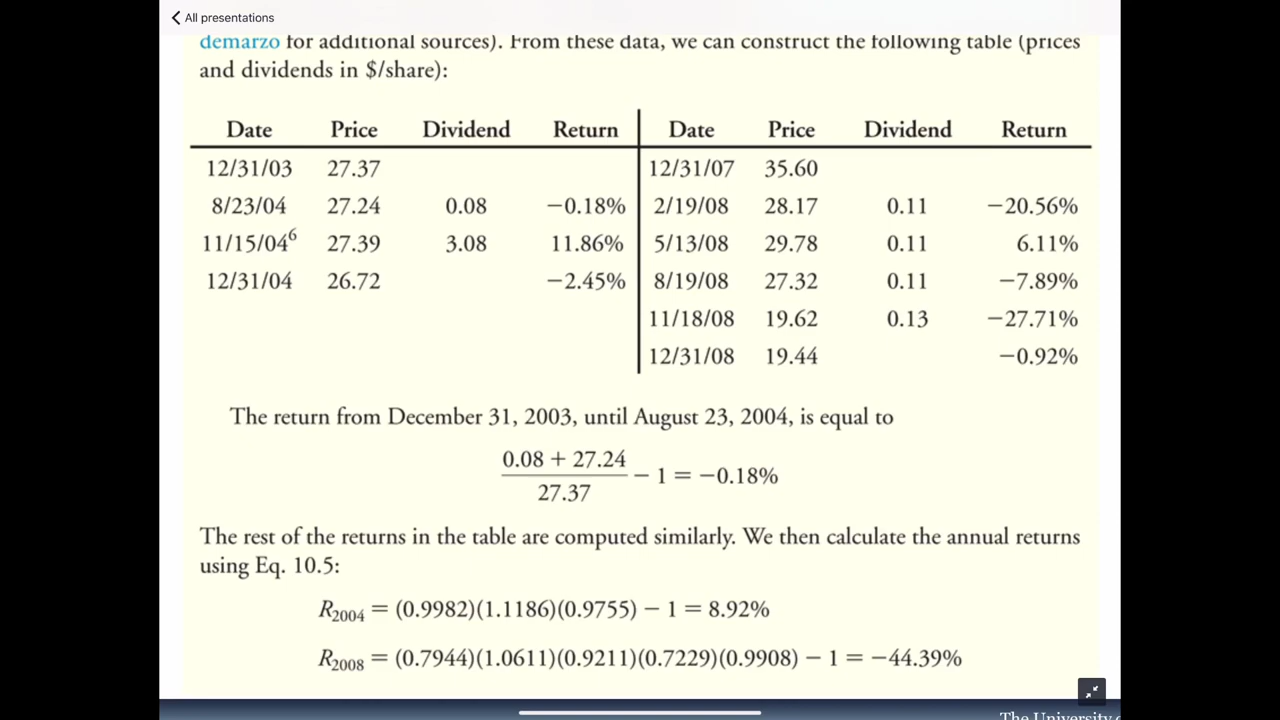 All presentations
demarzo for additional sources). From these data, we can construct the following table (prices
and dividends in $/share):
Date Price Dividend Return Date Price Dividend Return
12/31/03 27.37 12/31/07 35.60
8/23/04 27.24 0.08 −0.18% 2/19/08 28.17 0.11 −20.56%
11/15/04⁶ 27.39 3.08 11.86% 5/13/08 29.78 0.11 6.11%
12/31/04 26.72 −2.45% 8/19/08 27.32 0.11 −7.89%
11/18/08 19.62 0.13 −27.71%
12/31/08 19.44 −0.92%
The return from December 31, 2003, until August 23, 2004, is equal to
0.08 + 27.24
27.37
− 1 = −0.18%
The rest of the returns in the table are computed similarly. We then calculate the annual returns
using Eq. 10.5:
R2004 = (0.9982)(1.1186)(0.9755) − 1 = 8.92%
R2008 = (0.7944)(1.0611)(0.9211)(0.7229)(0.9908) − 1 = −44.39%
The University